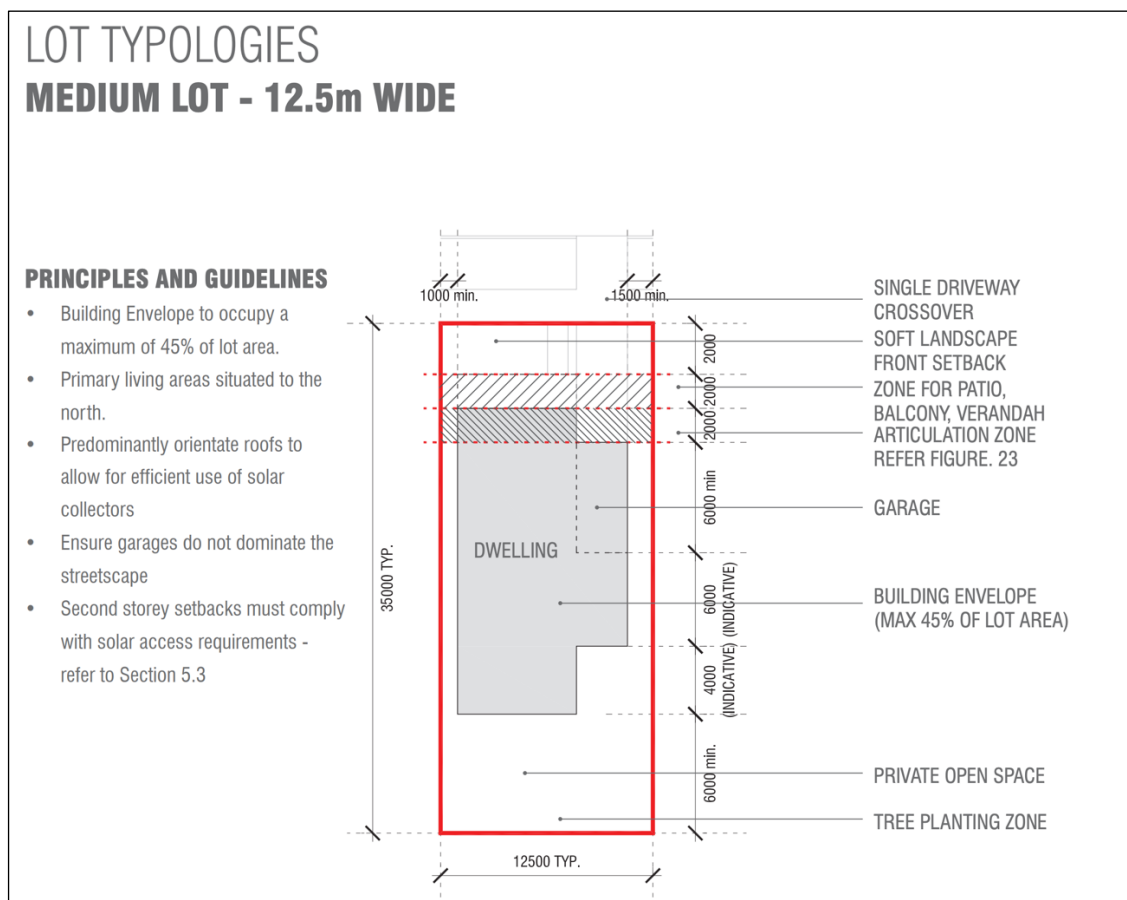 LOT TYPOLOGIES
MEDIUM LOT - 12.5m WIDE
PRINCIPLES AND GUIDELINES
• Building Envelope to occupy a
maximum of 45% of lot area.
• Primary living areas situated to the
north.
• Predominantly orientate roofs to
allow for efficient use of solar
collectors
• Ensure garages do not dominate the
streetscape
• Second storey setbacks must comply
with solar access requirements -
refer to Section 5.3
1000 min.
1500 min.
2000
2000
2000
6000 min
6000
(INDICATIVE)
4000
(INDICATIVE)
6000 min.
35000 TYP.
12500 TYP.
DWELLING
SINGLE DRIVEWAY
CROSSOVER
SOFT LANDSCAPE
FRONT SETBACK
ZONE FOR PATIO,
BALCONY, VERANDAH
ARTICULATION ZONE
REFER FIGURE. 23
GARAGE
BUILDING ENVELOPE
(MAX 45% OF LOT AREA)
PRIVATE OPEN SPACE
TREE PLANTING ZONE